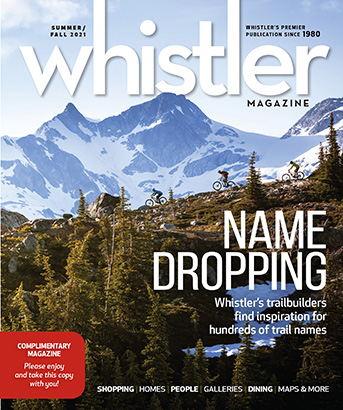 SUMMER/
FALL 2021
WHISTLER'S PREMIER
PUBLICATION SINCE 1980
whistler
MAGAZINE
NAME
DROPPING
Whistler's trailbuilders
find inspiration for
hundreds of trail names
COMPLIMENTARY
MAGAZINE
Please enjoy
and take this copy
with you!
SHOPPING | HOMES | PEOPLE | GALLERIES | DINING | MAPS & MORE